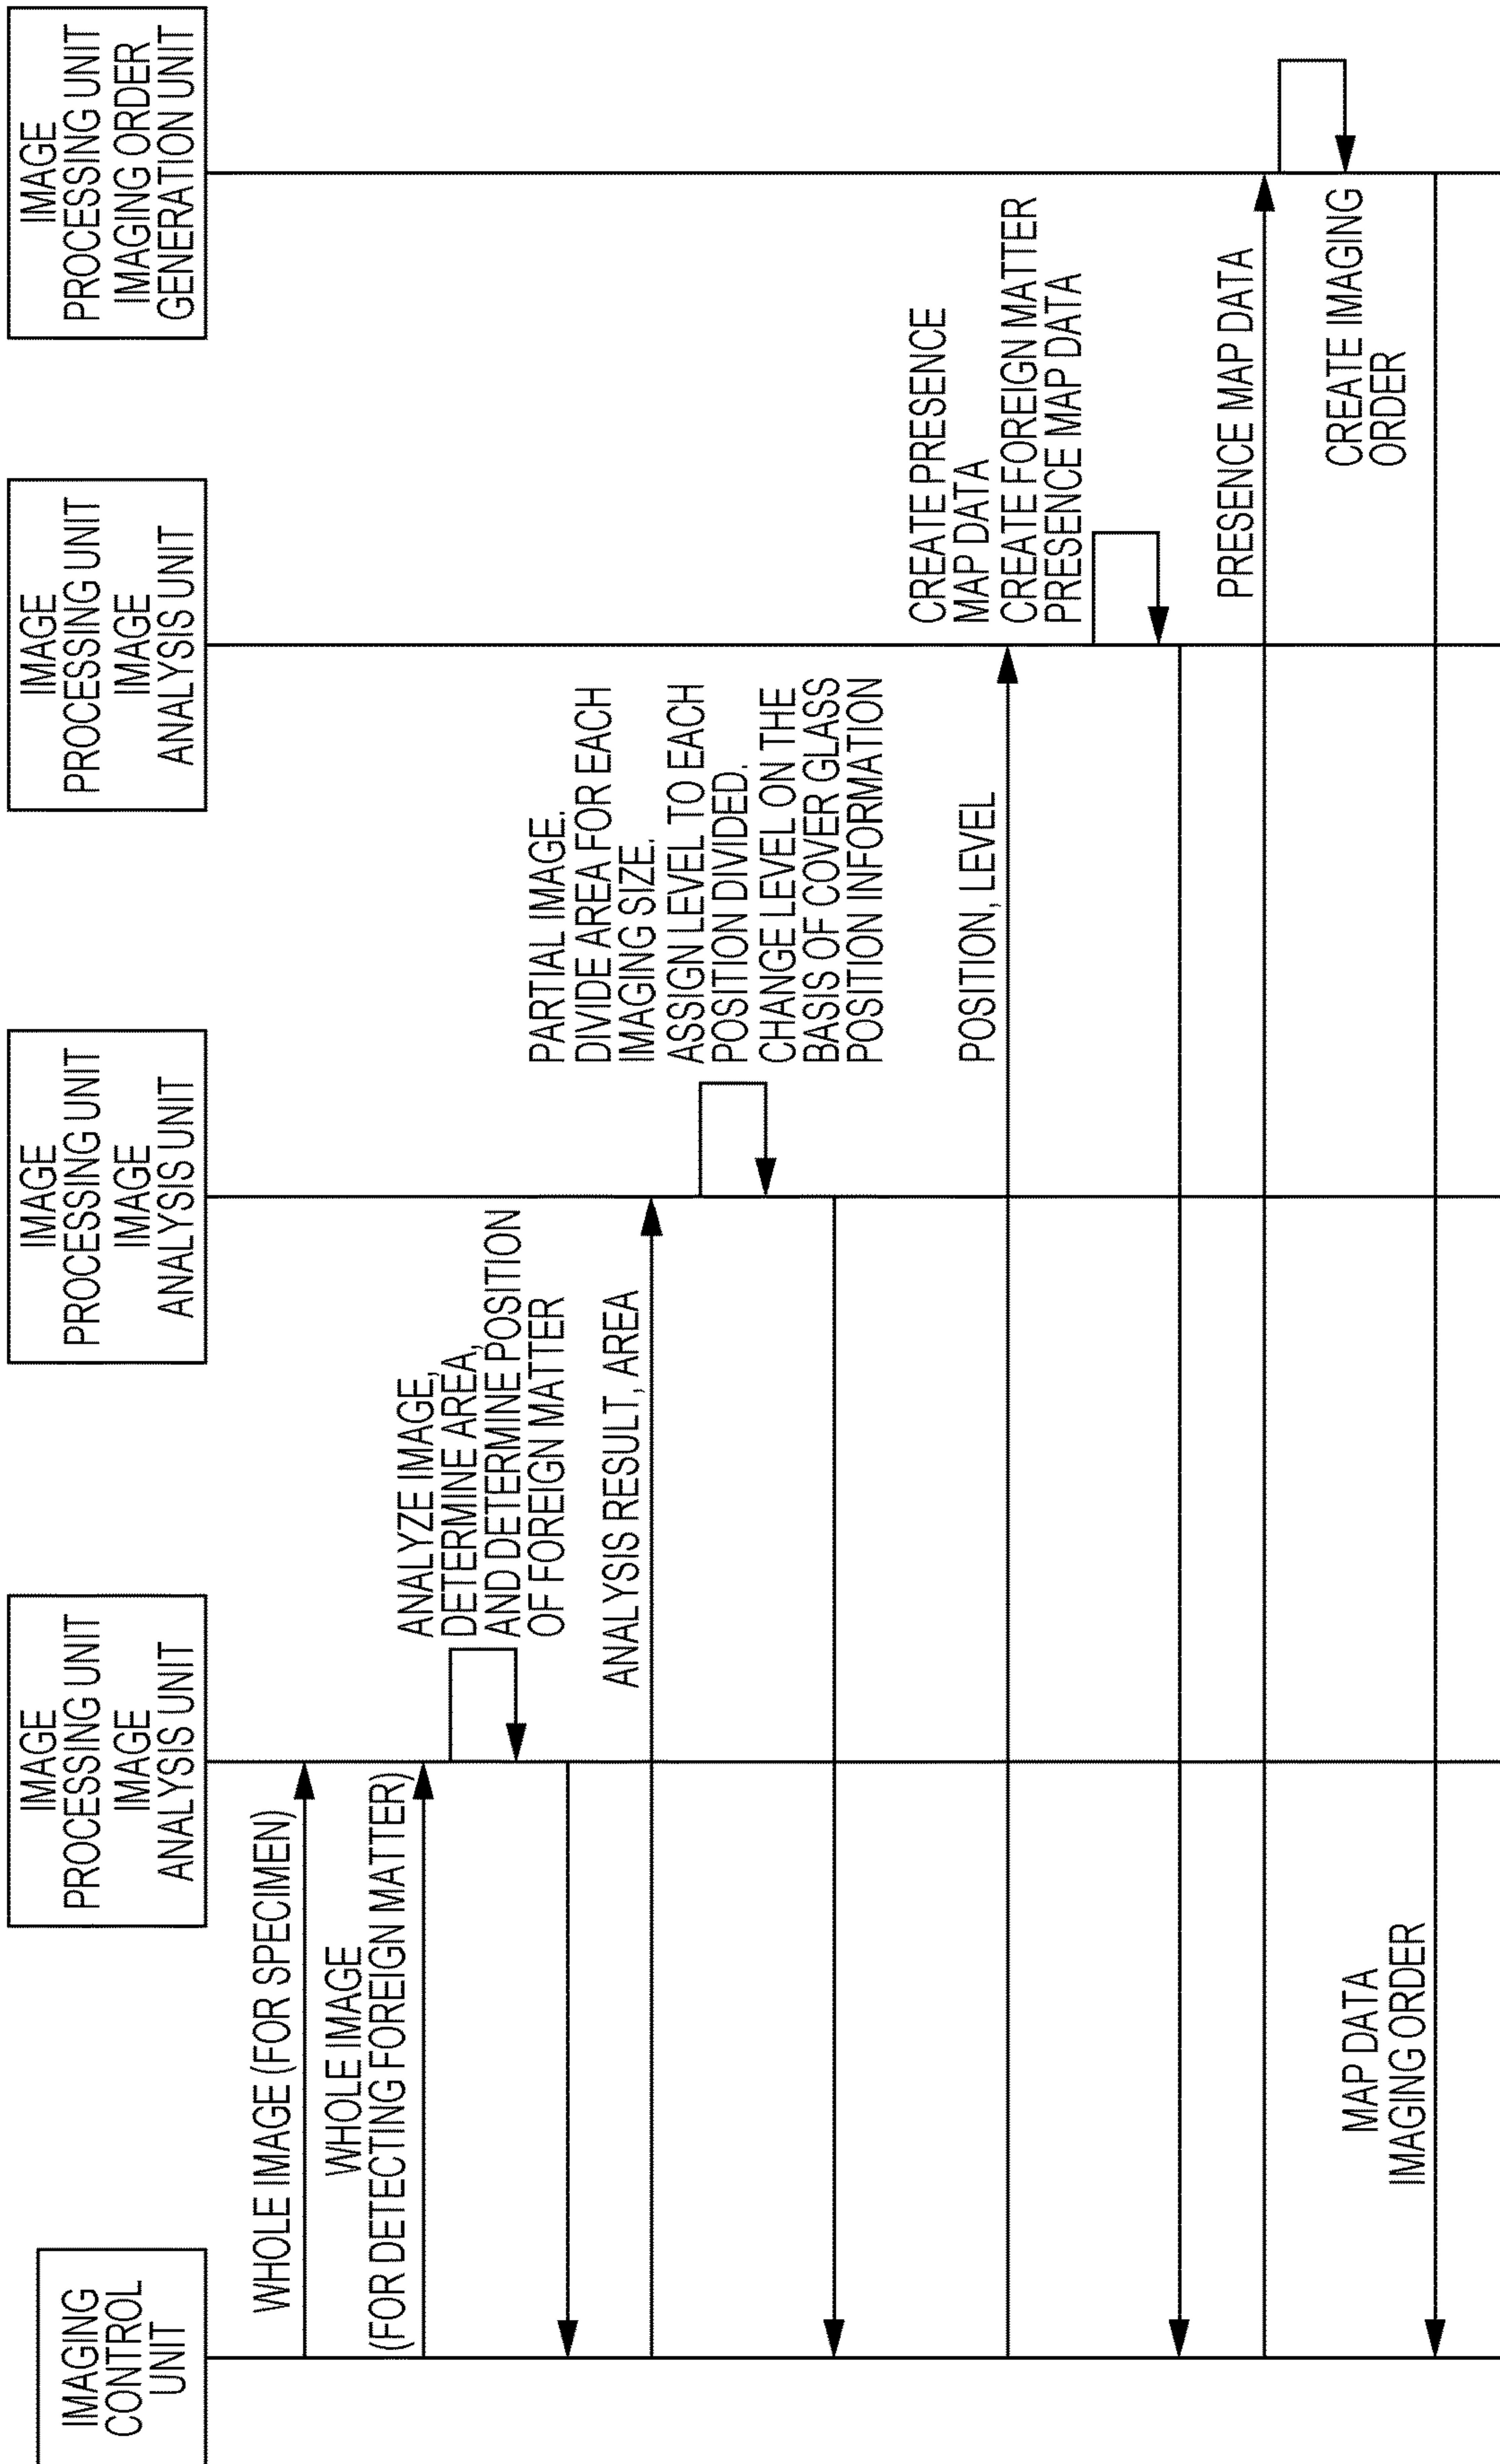 IMAGING
CONTROL
UNIT
IMAGE
PROCESSING UNIT
IMAGE
ANALYSIS UNIT
IMAGE
PROCESSING UNIT
IMAGE
ANALYSIS UNIT
IMAGE
PROCESSING UNIT
IMAGE
ANALYSIS UNIT
IMAGE
PROCESSING UNIT
IMAGING ORDER
GENERATION UNIT
WHOLE IMAGE (FOR SPECIMEN)
WHOLE IMAGE
(FOR DETECTING FOREIGN MATTER)
ANALYZE IMAGE,
DETERMINE AREA,
AND DETERMINE POSITION
OF FOREIGN MATTER
ANALYSIS RESULT, AREA
PARTIAL IMAGE.
DIVIDE AREA FOR EACH
IMAGING SIZE.
ASSIGN LEVEL TO EACH
POSITION DIVIDED.
CHANGE LEVEL ON THE
BASIS OF COVER GLASS
POSITION INFORMATION
POSITION, LEVEL
CREATE PRESENCE
MAP DATA
CREATE FOREIGN MATTER
PRESENCE MAP DATA
PRESENCE MAP DATA
CREATE IMAGING
ORDER
MAP DATA
IMAGING ORDER